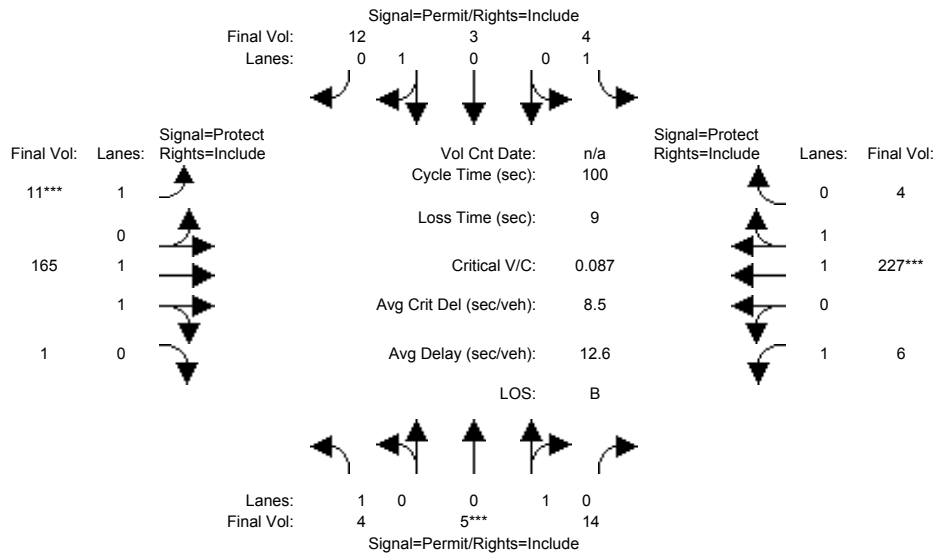 Signal=Permit/Rights=Include
Final Vol: 12 3 4
Lanes: 0 1 0 0 1
Signal=Protect
Final Vol: Lanes: Rights=Include
Vol Cnt Date: n/a
Signal=Protect
Rights=Include Lanes: Final Vol:
Cycle Time (sec): 100
11*** 1
0 4
Loss Time (sec): 9
0
1
165 1
Critical V/C: 0.087
1 227***
1
Avg Crit Del (sec/veh): 8.5
0
1 0
Avg Delay (sec/veh): 12.6
1 6
LOS: B
Lanes: 1 0 0 1 0
Final Vol: 4 5*** 14
Signal=Permit/Rights=Include